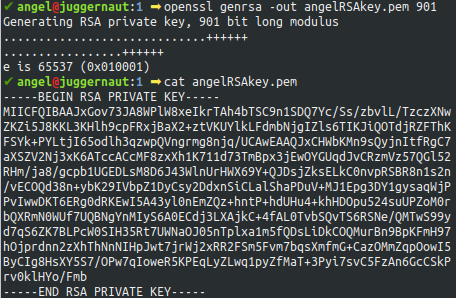 angel@juggernaut:1 ➡ openssl genrsa -out angelRSAkey.pem 901
Generating RSA private key, 901 bit long modulus
.............................++++++
................++++++
e is 65537 (0x010001)
angel@juggernaut:1 ➡ cat angelRSAkey.pem
-----BEGIN RSA PRIVATE KEY-----
MIICFQIBAAJxGov73JA8WPlW8xeIkrTAh4bTSC9n1SDQ7Yc/Ss/zbvlL/TzczXNw
ZKZi5J8KKL3KHlh9cpFRxjBaX2+ztVKUYlkLFdmbNjgIZls6TIKJiQOTdjRZFThK
FSYk+PYLtjI65odlh3qzwpQVngrmg8njq/UCAwEAAQJxCHWbKMn9sQyjnItfRgC7
aXSZV2Nj3xK6ATccACcMF8zxXh1K711d73TmBpx3jEwOYGUqdJvCRzmVz57QGl52
RHm/ja8/gcpb1UGEDLsM8D6J43WlnUrHWX69Y+QJDsjZksELkC0nvpRSBR8n1s2n
/vECOQd38n+ybK29IVbpZ1DyCsy2DdxnSiCLalShaPDuV+MJ1Epg3DY1gysaqWjP
PvIwwDKT6ERg0dRKEwI5A43yl0nEmZQz+hntP+hdUHu4+khHDOpu524suUPZoM0r
bQXRmN0WUf7UQBNgYnMIyS6A0ECdj3LXAjkC+4fAL0TvbSQvTS6RSNe/QMTwS99y
d7qS6ZK7BLPcW0SIH35Rt7UWNaOJ05nTplxa1m5fQDsLiDkCOQMurBn9BpKFmH97
hOjprdnn2zXhThNnNIHpJwt7jrWj2xRR2FSm5Fvm7bqsXmfmG+CazOMmZqpOowI5
ByCIg8HsXY5S7/OPw7qIoweR5KPEqLyZLwq1pyZfMaT+3Pyi7svC5FzAn6GcCSkP
rv0klHYo/Fmb
-----END RSA PRIVATE KEY-----